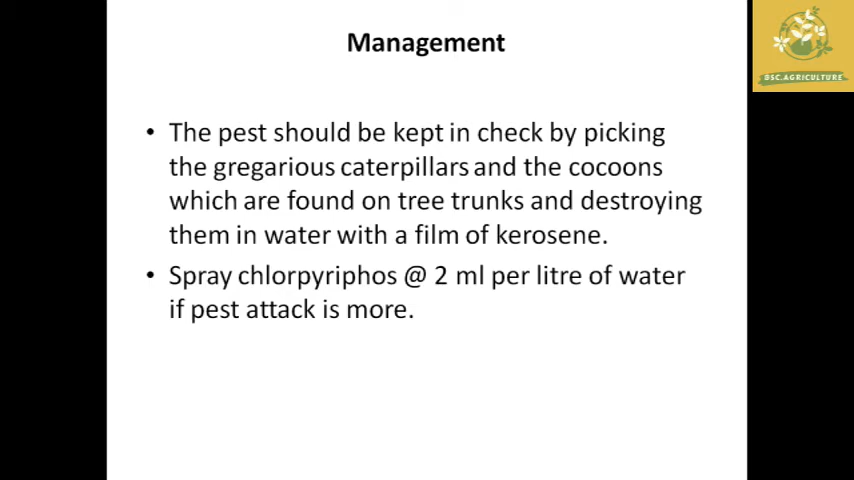 Management
BSC.AGRICULTURE
• The pest should be kept in check by picking
the gregarious caterpillars and the cocoons
which are found on tree trunks and destroying
them in water with a film of kerosene.
• Spray chlorpyriphos @ 2 ml per litre of water
if pest attack is more.